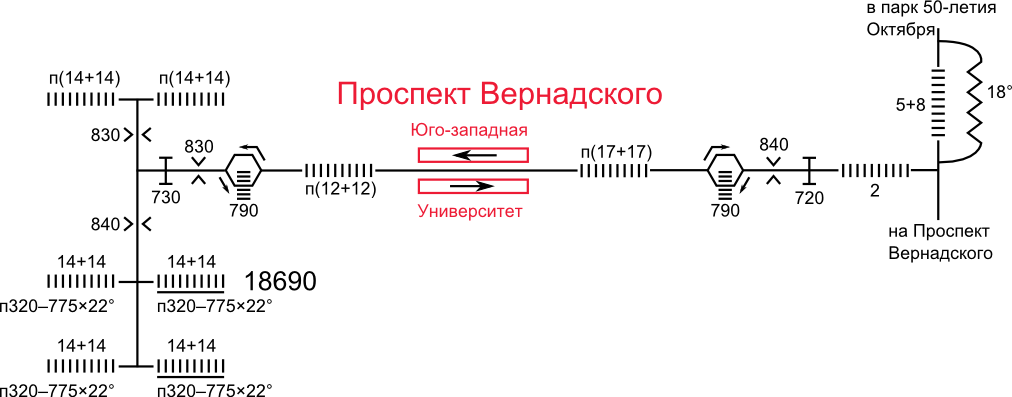 в парк 50-летия
Октября
п(14+14)
п(14+14)
Проспект Вернадского
18°
5+8
830
Юго-западная
830
840
п(17+17)
730
790
п(12+12)
790
720
2
Университет
840
на Проспект
Вернадского
14+14
14+14
18690
п320–775×22°
п320–775×22°
14+14
14+14
п320–775×22°
п320–775×22°